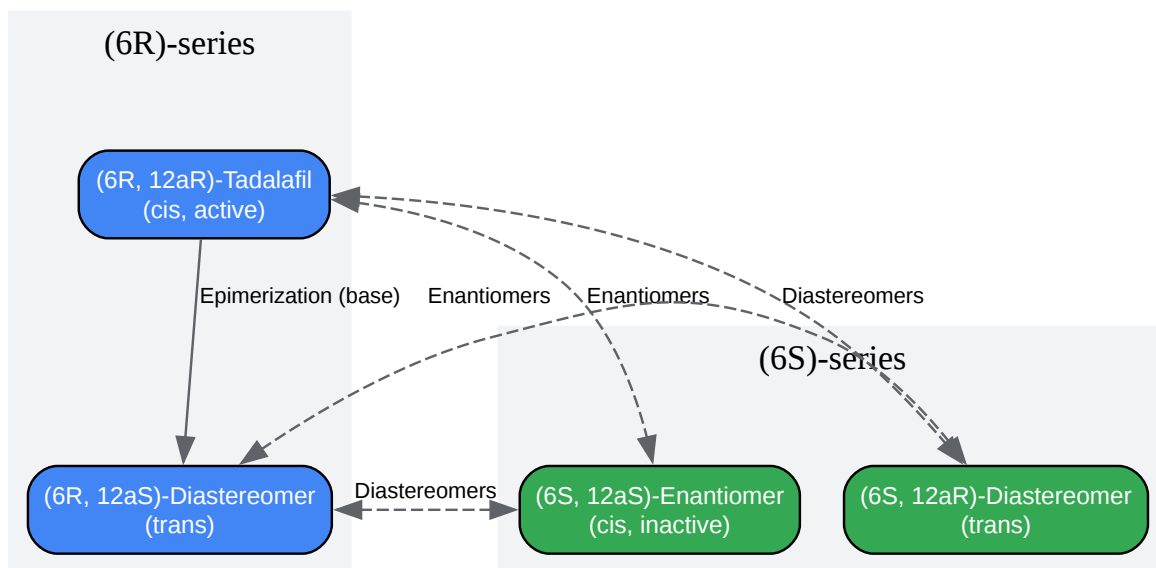 (6R)-series
(6R, 12aR)-Tadalafil
(cis, active)
Epimerization (base)
Enantiomers
Enantiomers
Diastereomers
(6S)-series
(6R, 12aS)-Diastereomer
(trans)
Diastereomers
(6S, 12aS)-Enantiomer
(cis, inactive)
(6S, 12aR)-Diastereomer
(trans)